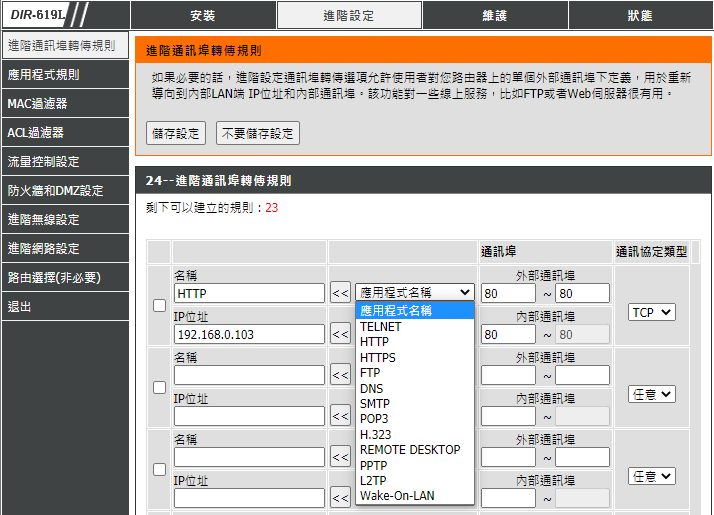 DIR-619L
安裝
進階設定
維護
狀態
進階通訊埠轉傳規則
應用程式規則
MAC過濾器
ACL過濾器
流量控制設定
防火牆和DMZ設定
進階無線設定
進階網路設定
路由選擇(非必要)
退出
進階通訊埠轉傳規則
如果必要的話，進階設定通訊埠轉傳選項允許使用者對您路由器上的單個外部通訊埠下定義，用於重新
導向到內部LAN端 IP位址和內部通訊埠。該功能對一些線上服務，比如FTP或者Web伺服器很有用。
儲存設定
不要儲存設定
24--進階通訊埠轉傳規則
剩下可以建立的規則：23
通訊埠
通訊協定類型
名稱
HTTP
<<
應用程式名稱
外部通訊埠
80 ~ 80
TCP
IP位址
192.168.0.103
<<
內部通訊埠
80 ~ 80
應用程式名稱
TELNET
HTTP
HTTPS
FTP
DNS
SMTP
POP3
H.323
REMOTE DESKTOP
PPTP
L2TP
Wake-On-LAN
名稱
<<
外部通訊埠
~
任意
IP位址
<<
內部通訊埠
~
名稱
<<
外部通訊埠
~
任意
IP位址
<<
內部通訊埠
~